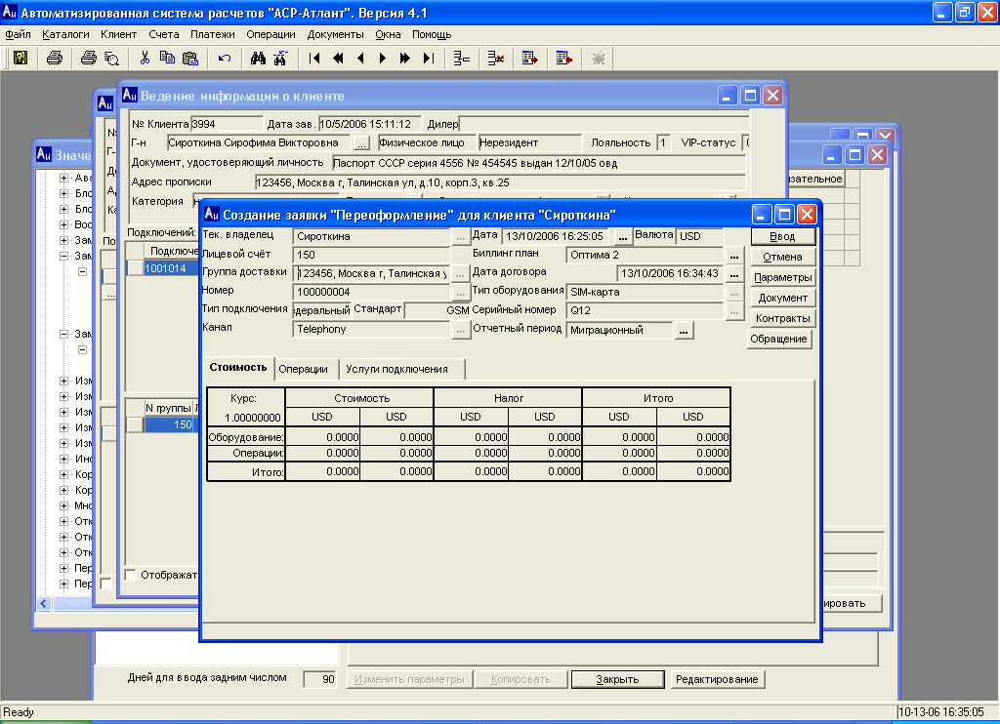 Автоматизированная система расчетов "АСР-Атлант". Версия 4.1
Файл Каталоги Клиент Счета Платежи Операции Документы Окна Помощь
Ведение информации о клиенте
№ Клиента 3994 Дата зав. 10/5/2006 15:11:12 Дилер
Г-н Сироткина Сирофима Викторовна ... Физическое лицо Нерезидент Лояльность 1 VIP-статус
Документ, удостоверяющий личность Паспорт СССР серия 4556 № 454545 выдан 12/10/05 овд
Адрес прописки 123456, Москва г, Талинская ул, д.10, корп.3, кв.25
Категория
Подключений:
Подключе
1001014
N группы
150
Отображат
Значе
Ава
Бло
Бло
Вос
Зам
Зам
Зам
Изм
Изм
Изм
Изм
Изм
Инс
Кор
Кор
Мно
Отк
Отк
Отк
Пер
Пер
зательное
ировать
Создание заявки "Переоформление" для клиента "Сироткина"
Тек. владелец Сироткина ... Дата 13/10/2006 16:25:05 ... Валюта USD Ввод
Лицевой счёт 150 Биллинг план Оптима 2 ... Отмена
Группа доставки 123456, Москва г, Талинская у ... Дата договора 13/10/2006 16:34:43 ... Параметры
Номер 100000004 ... Тип оборудования SIM-карта ... Документ
Тип подключения едеральный Стандарт GSM Серийный номер Q12 ... Контракты
Канал Telephony ... Отчетный период Миграционный ... Обращение
Стоимость Операции Услуги подключения
Курс: Стоимость Налог Итого
1.00000000 USD USD USD USD USD USD
Оборудование: 0.0000 0.0000 0.0000 0.0000 0.0000 0.0000
Операции: 0.0000 0.0000 0.0000 0.0000 0.0000 0.0000
Итого: 0.0000 0.0000 0.0000 0.0000 0.0000 0.0000
Дней для ввода задним числом 90 Изменить параметры Копировать Закрыть Редактирование
Ready 10-13-06 16:35:05